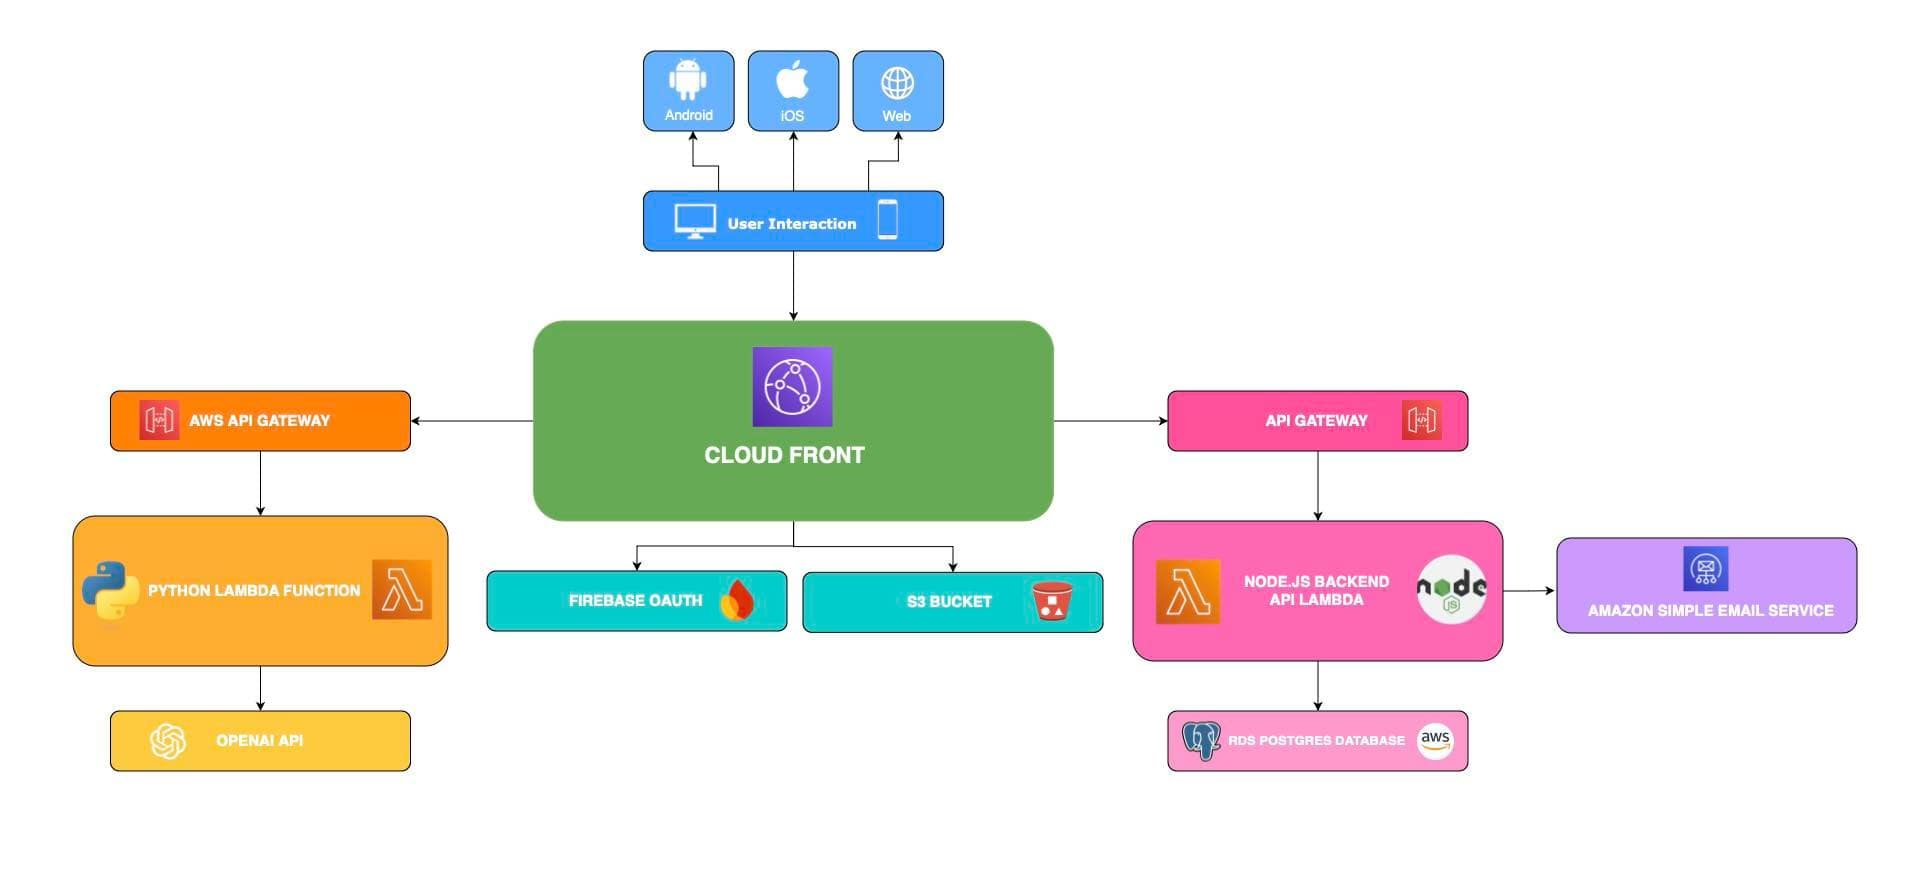 Android
iOS
Web
User Interaction
CLOUD FRONT
AWS API GATEWAY
API GATEWAY
PYTHON LAMBDA FUNCTION
FIREBASE OAUTH
S3 BUCKET
NODE.JS BACKEND
API LAMBDA
node
JS
AMAZON SIMPLE EMAIL SERVICE
OPENAI API
RDS POSTGRES DATABASE
aws